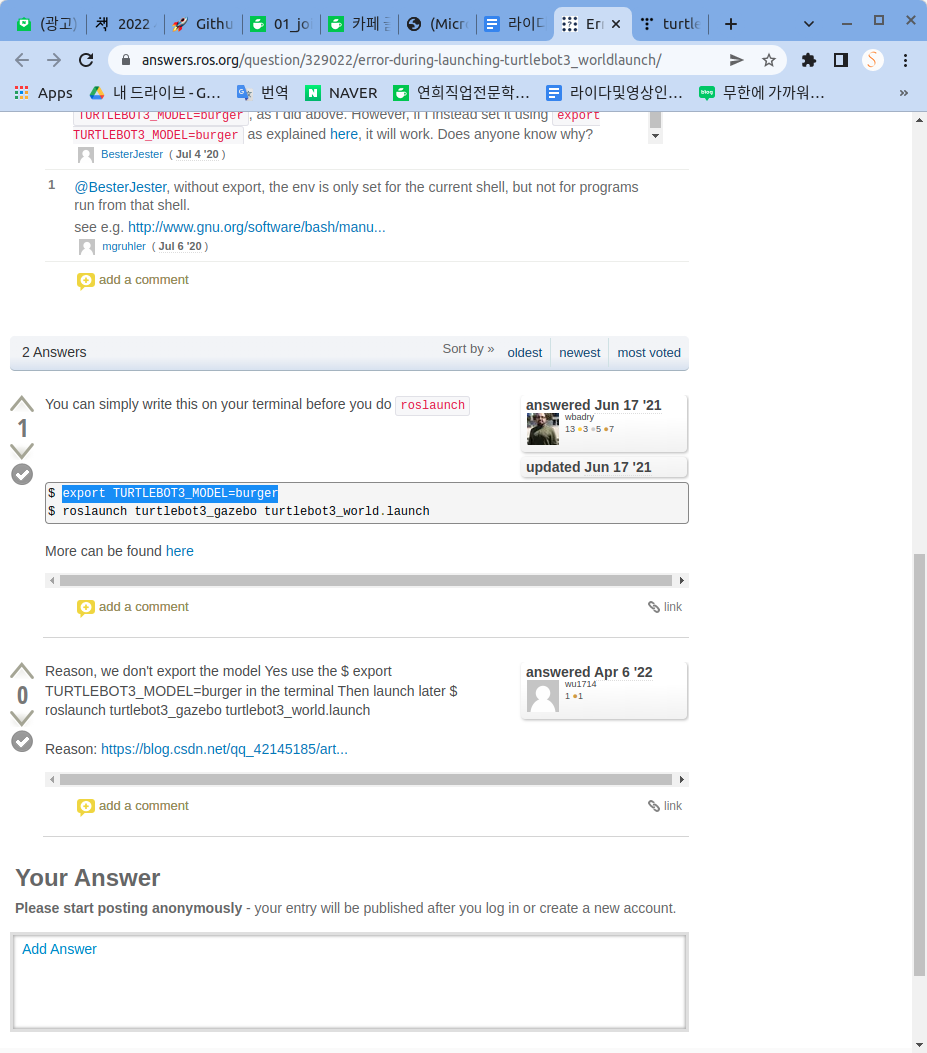 (광고)
2022
Githu
01_joi
카페 글
(Micro
라이다
Err
turtle
answers.ros.org/question/329022/error-during-launching-turtlebot3_worldlaunch/
Apps 내 드라이브 - G... 번역 NAVER 연희직업전문학... 라이다및영상인... 무한에 가까워... »
TURTLEBOT3_MODEL=burger , as I did above. However, if I instead set it using export
TURTLEBOT3_MODEL=burger as explained here, it will work. Does anyone know why?
BesterJester ( Jul 4 '20 )
1 @BesterJester, without export, the env is only set for the current shell, but not for programs
run from that shell.
see e.g. http://www.gnu.org/software/bash/manu...
mgruhler ( Jul 6 '20 )
add a comment
2 Answers Sort by » oldest newest most voted
1
You can simply write this on your terminal before you do roslaunch
answered Jun 17 '21
wbadry
13 3 5 7
updated Jun 17 '21
$ export TURTLEBOT3_MODEL=burger
$ roslaunch turtlebot3_gazebo turtlebot3_world.launch
More can be found here
add a comment link
0
Reason, we don't export the model Yes use the $ export
TURTLEBOT3_MODEL=burger in the terminal Then launch later $
roslaunch turtlebot3_gazebo turtlebot3_world.launch
answered Apr 6 '22
wu1714
1 1
Reason: https://blog.csdn.net/qq_42145185/art...
add a comment link
Your Answer
Please start posting anonymously - your entry will be published after you log in or create a new account.
Add Answer